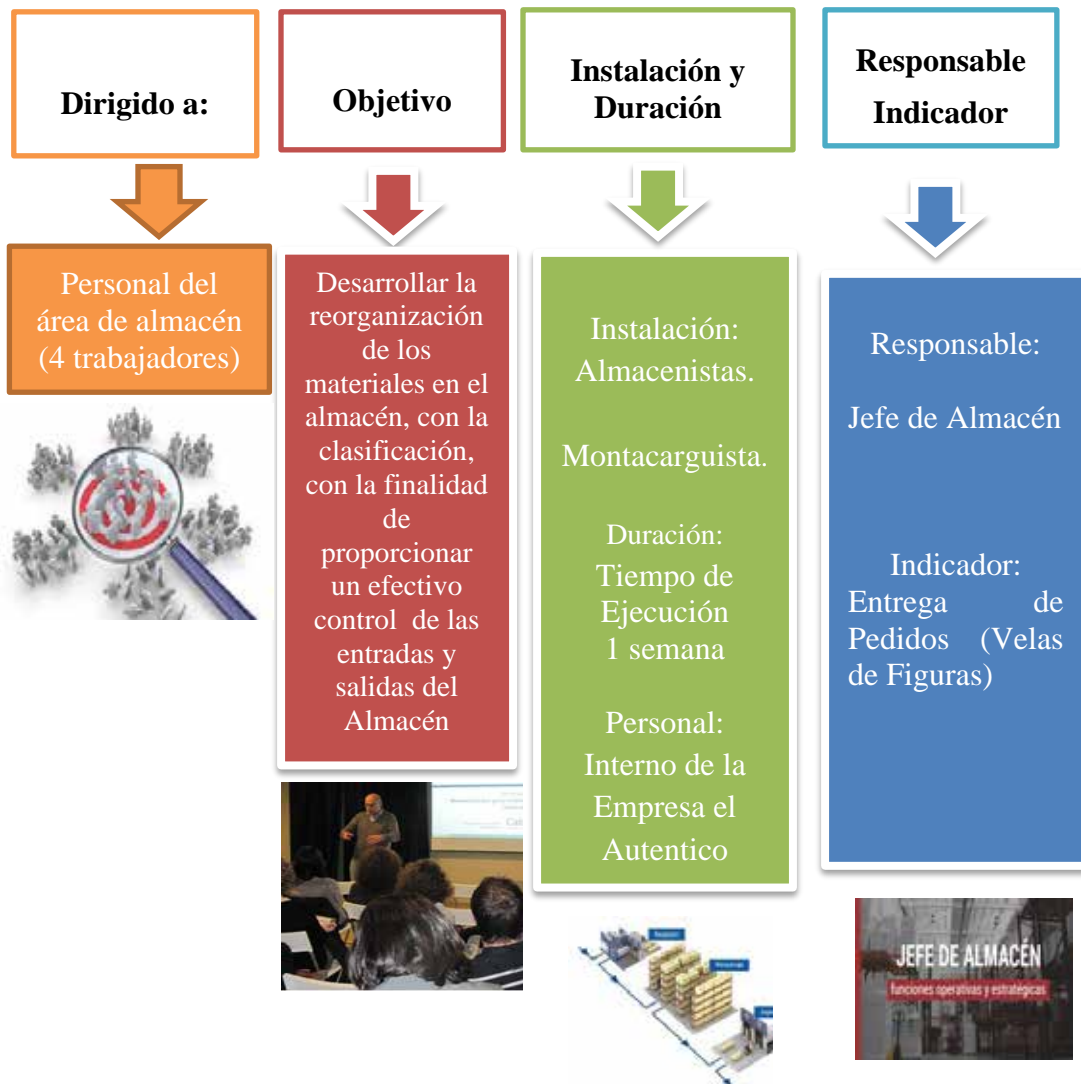 Dirigido a:
Objetivo
Instalación y
Duración
Responsable
Indicador
Personal del
área de almacén
(4 trabajadores)
Desarrollar la
reorganización
de los
materiales en el
almacén, con la
clasificación,
con la finalidad
de
proporcionar
un efectivo
control de las
entradas y
salidas del
Almacén
Instalación:
Almacenistas.
Montacarguista.
Duración:
Tiempo de
Ejecución
1 semana
Personal:
Interno de la
Empresa el
Autentico
Responsable:
Jefe de Almacén
Indicador:
Entrega de
Pedidos (Velas
de Figuras)
JEFE DE ALMACÉN
funciones operativas y estratégicas